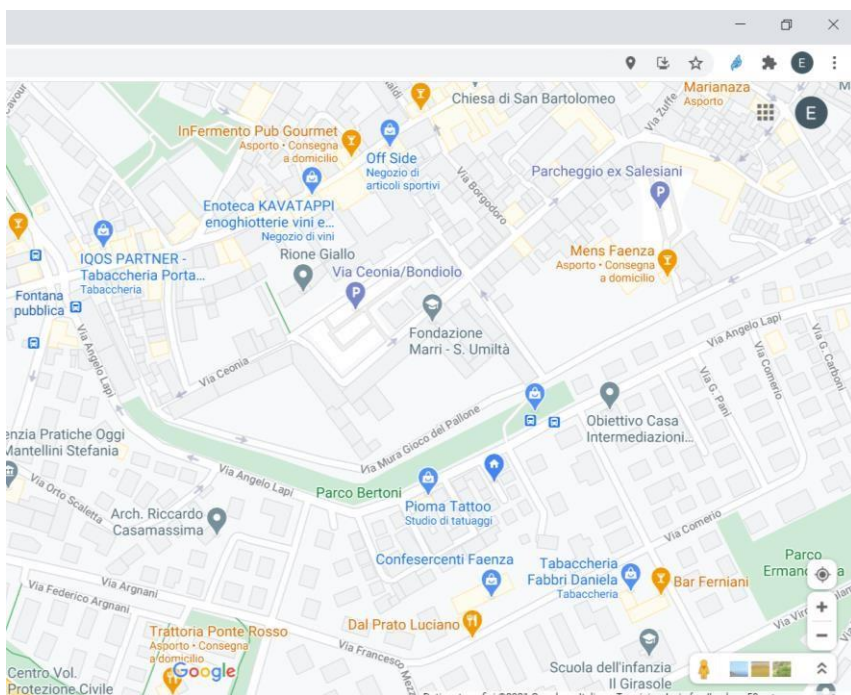 E
Cavour
Chiesa di San Bartolomeo
Marianaza
Asporto
M
E
InFermento Pub Gourmet
Asporto • Consegna
a domicilio
Off Side
Negozio di
articoli sportivi
Via Zuffe
Via Borgodoro
Parcheggio ex Salesiani
P
Enoteca KAVATAPPI
enoghiotterie vini e...
Negozio di vini
IQOS PARTNER -
Tabaccheria Porta...
Tabaccheria
Rione Giallo
Via Ceonia/Bondiolo
P
Mens Faenza
Asporto • Consegna
a domicilio
Fontana
pubblica
Fondazione
Marri - S. Umiltà
Via Angelo Lapi
Via Ceonia
Via Angelo Lapi
Via G. Carboni
Via Comerio
Via G. Pani
Via Mura Gioco del Pallone
Obiettivo Casa
Intermediazioni...
enzia Pratiche Oggi
Mantellini Stefania
Via Angelo Lapi
Via Orto Scaletta
Parco Bertoni
Pioma Tattoo
Studio di tatuaggi
Arch. Riccardo
Casamassima
Via Comerio
Confesercenti Faenza
Tabaccheria
Fabbri Daniela
Tabaccheria
Bar Ferniani
Parco
Via Argnani
Via Federico Argnani
Dal Prato Luciano
Trattoria Ponte Rosso
Asporto • Consegna
a domicilio
Via Francesco
Google
Centro Vol.
Protezione Civile
Scuola dell'infanzia
Il Girasole